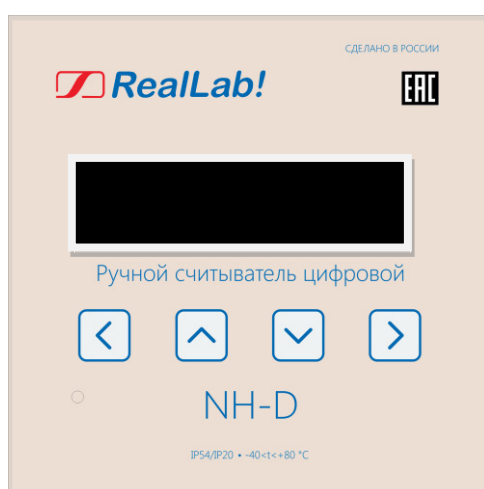 СДЕЛАНО В РОССИИ
RealLab!
EAC
Ручной считыватель цифровой
NH-D
IP54/IP20 • -40<t<+80 °C